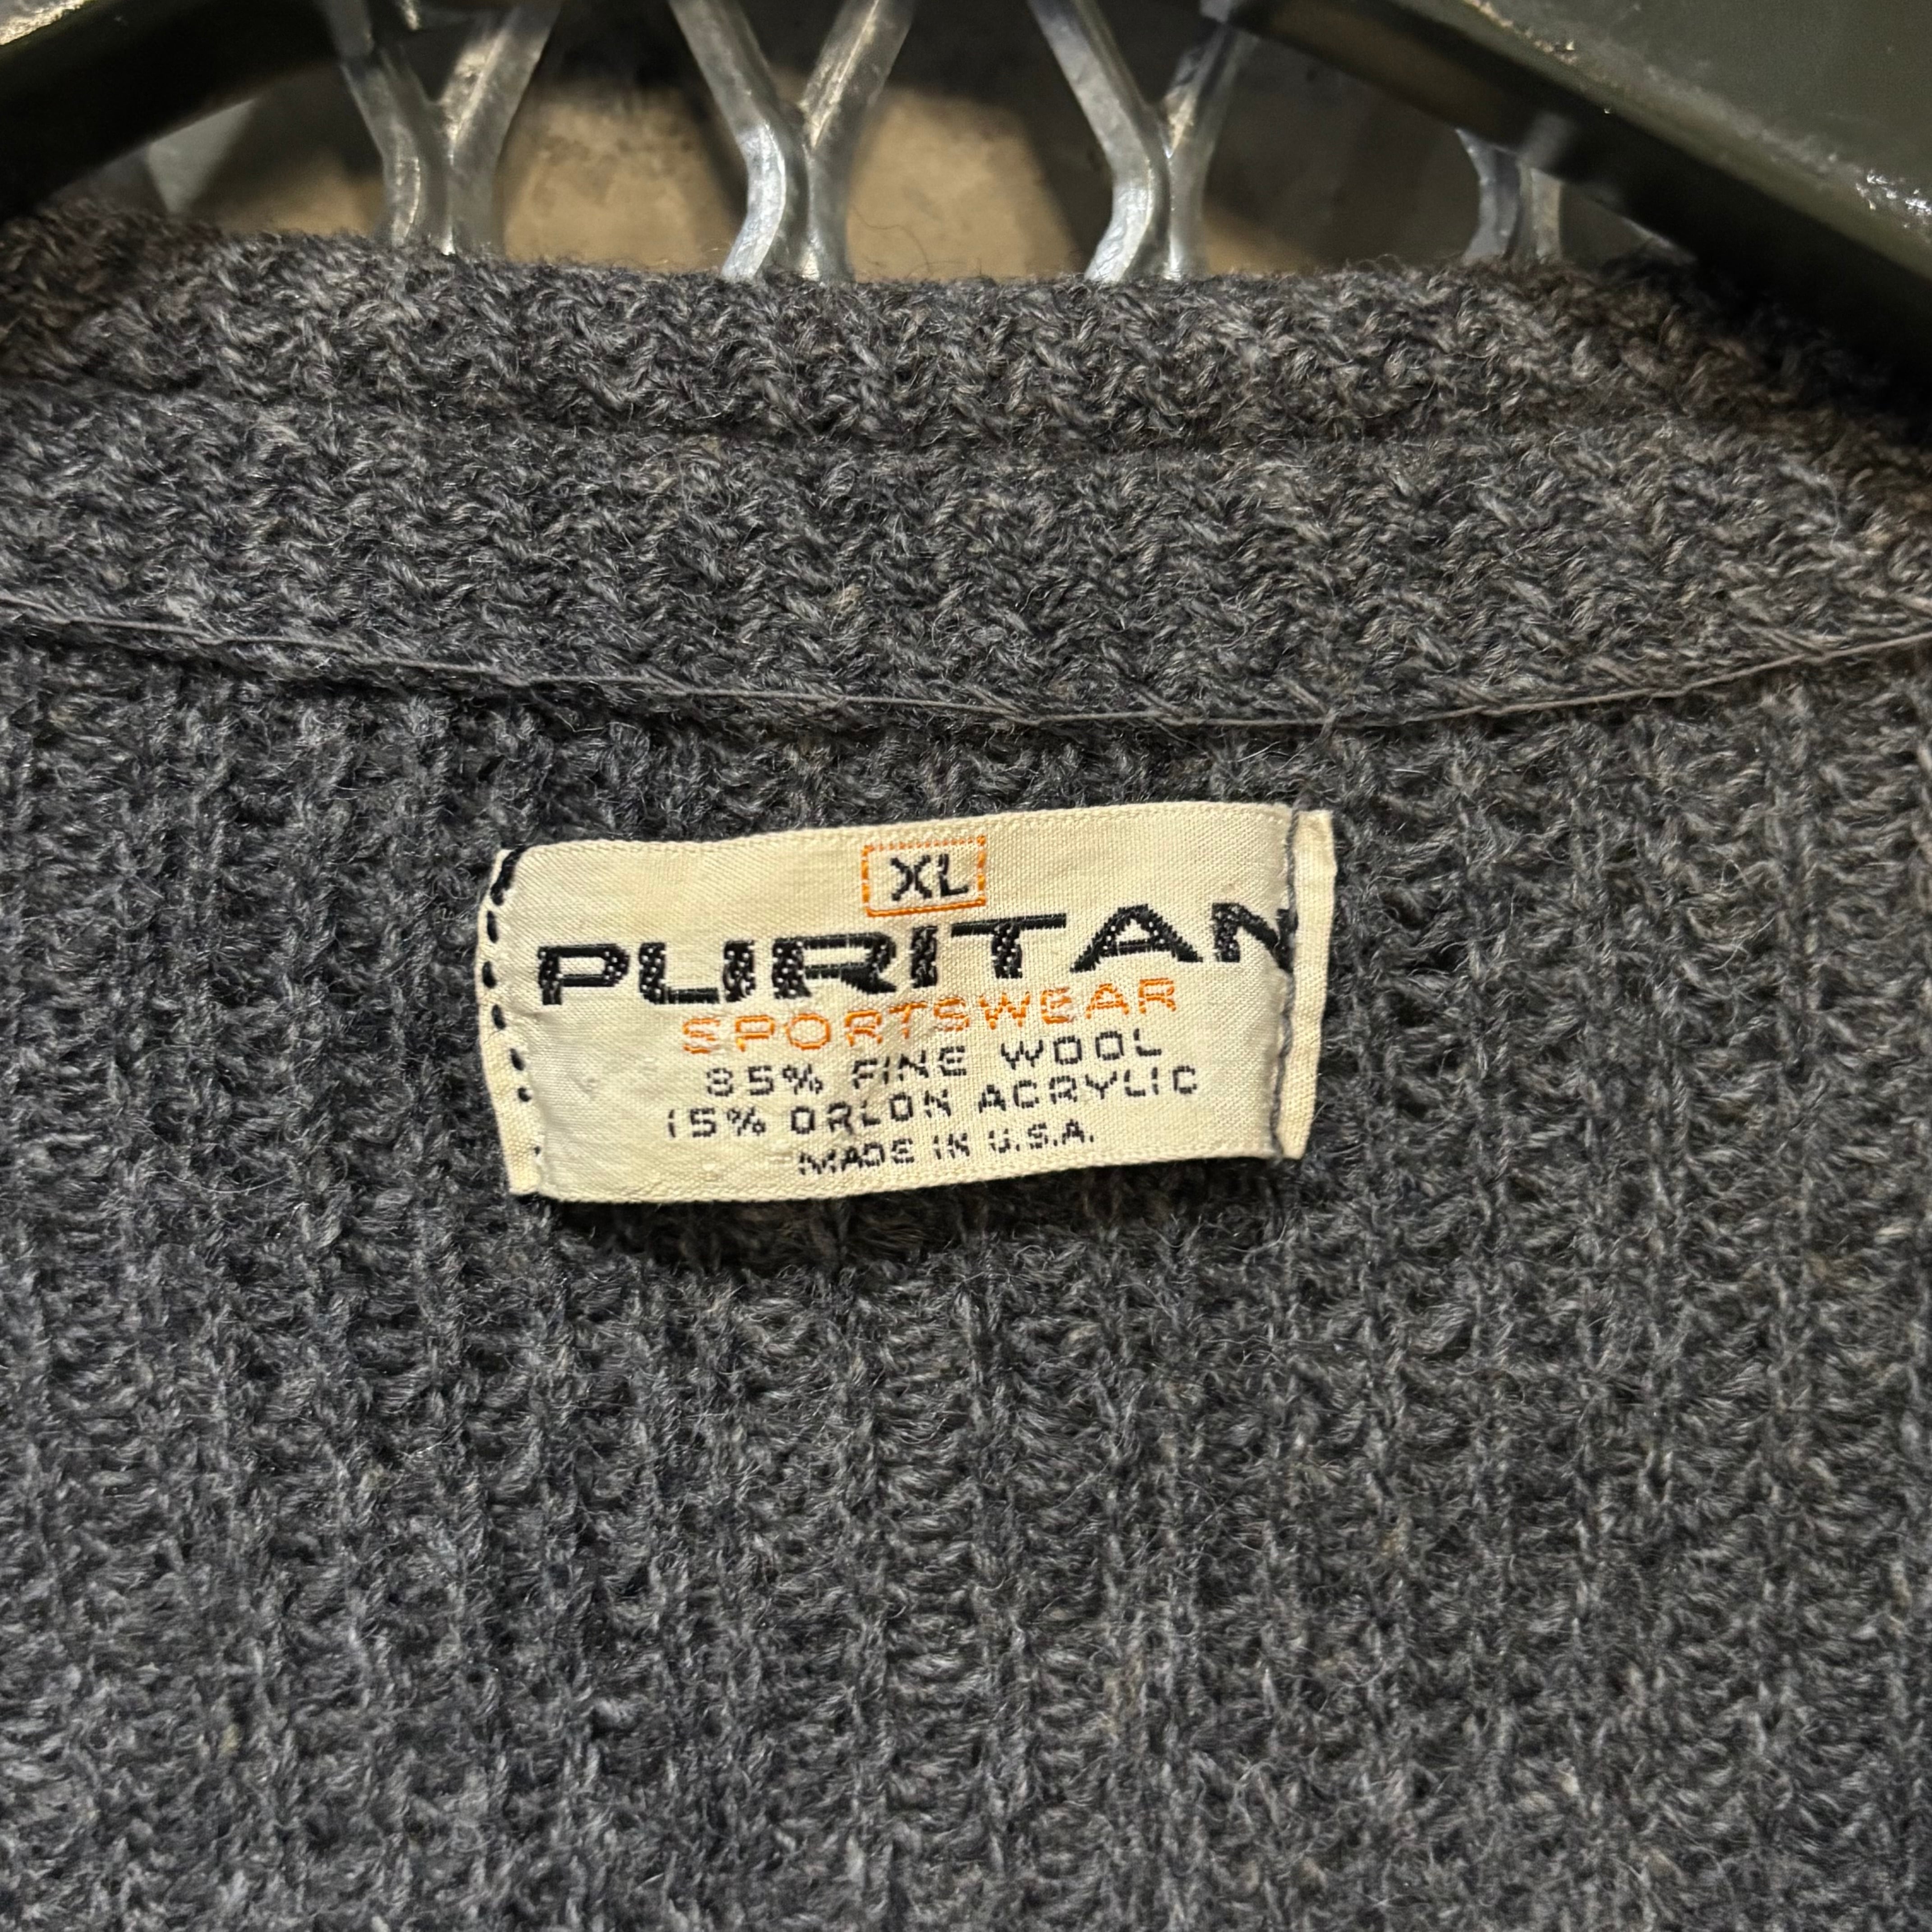 XL
PURITAN
SPORTSWEAR
85% FINE WOOL
15% ORLON ACRYLIC
MADE IN U.S.A.